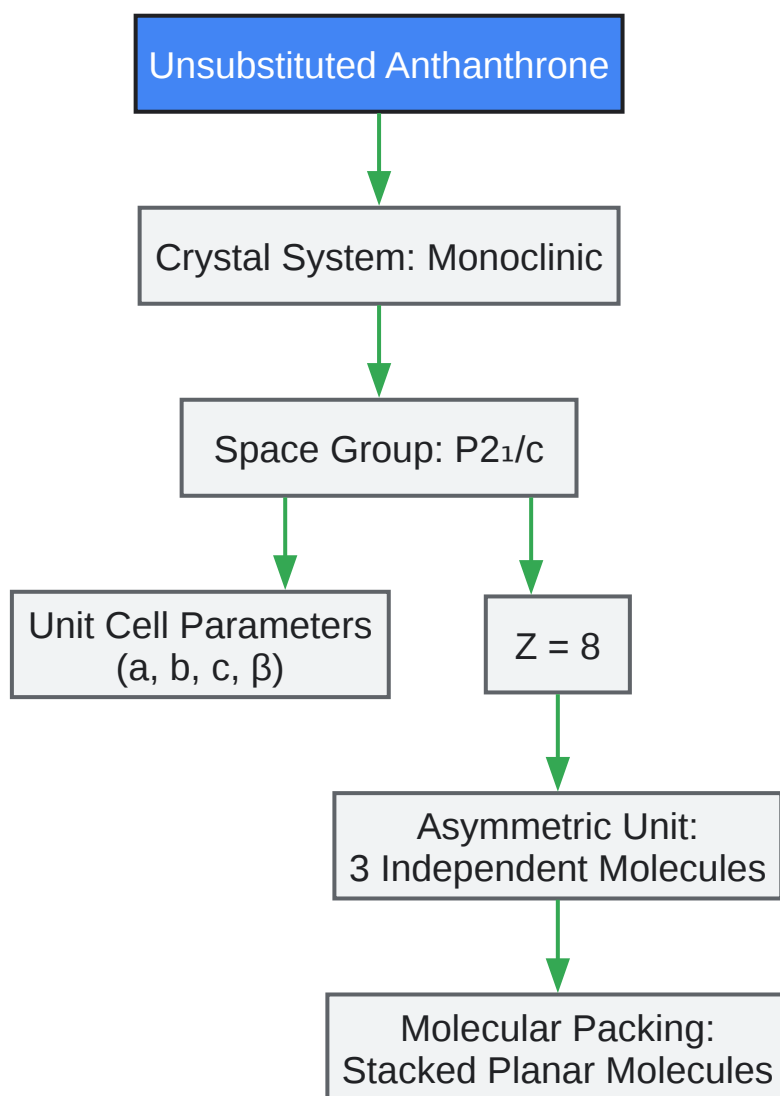 Unsubstituted Anthanthrone
Crystal System: Monoclinic
Space Group: P2₁/c
Unit Cell Parameters
(a, b, c, β)
Z = 8
Asymmetric Unit:
3 Independent Molecules
Molecular Packing:
Stacked Planar Molecules